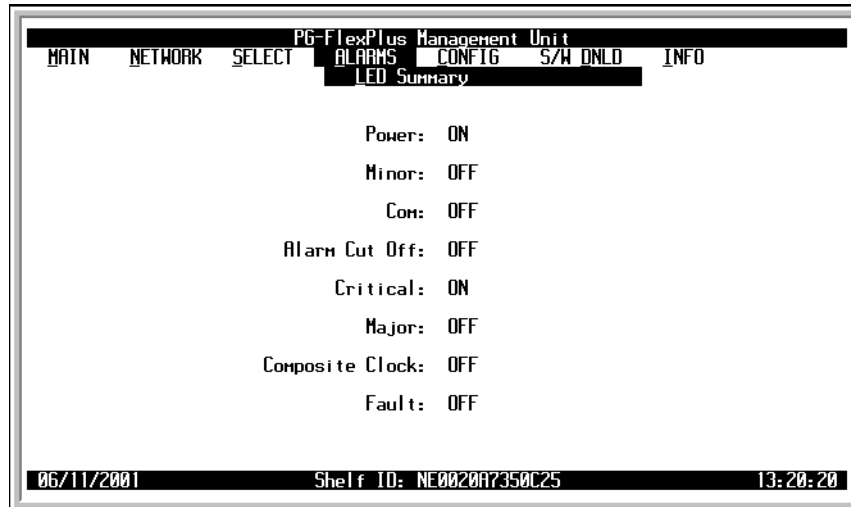 PG-FlexPlus Management Unit
MAIN NETWORK SELECT ALARMS CONFIG S/W DNLD INFO
LED Summary
Power: ON
Minor: OFF
Com: OFF
Alarm Cut Off: OFF
Critical: ON
Major: OFF
Composite Clock: OFF
Fault: OFF
06/11/2001 Shelf ID: NE0020A7350C25 13:20:20